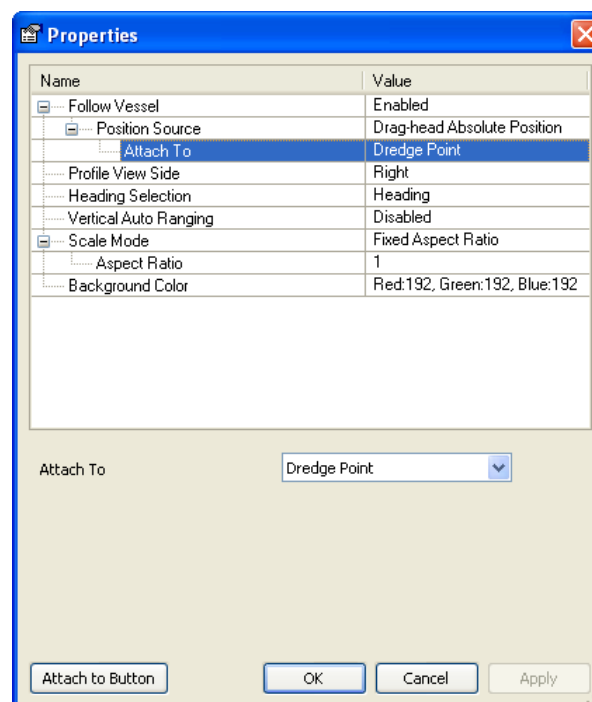 Properties
Name Value
Follow Vessel Enabled
Position Source Drag-head Absolute Position
Attach To Dredge Point
Profile View Side Right
Heading Selection Heading
Vertical Auto Ranging Disabled
Scale Mode Fixed Aspect Ratio
Aspect Ratio 1
Background Color Red:192, Green:192, Blue:192
Attach To Dredge Point
Attach to Button OK Cancel Apply